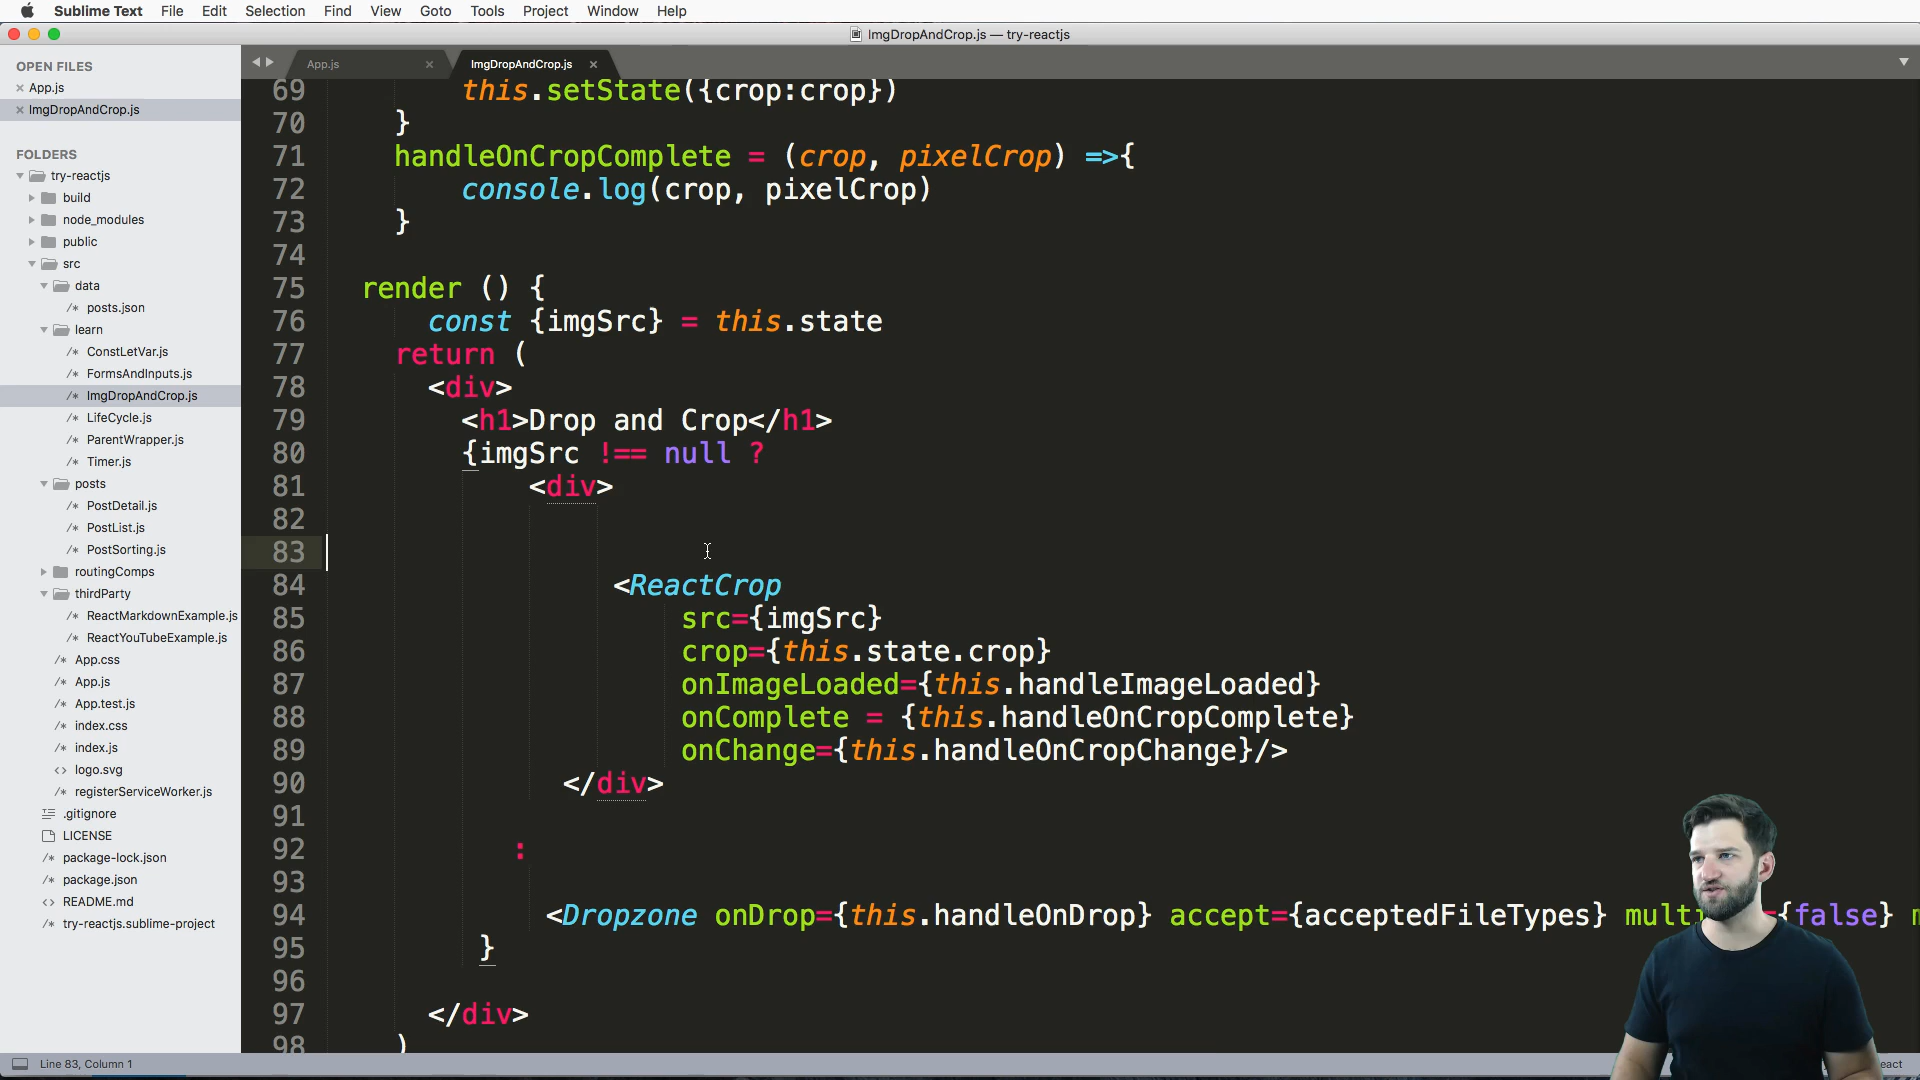 Sublime Text File Edit Selection Find View Goto Tools Project Window Help
ImgDropAndCrop.js — try-reactjs
OPEN FILES
App.js
ImgDropAndCrop.js
FOLDERS
try-reactjs
build
node_modules
public
src
data
posts.json
learn
ConstLetVar.js
FormsAndInputs.js
ImgDropAndCrop.js
LifeCycle.js
ParentWrapper.js
Timer.js
posts
PostDetail.js
PostList.js
PostSorting.js
routingComps
thirdParty
ReactMarkdownExample.js
ReactYouTubeExample.js
App.css
App.js
App.test.js
index.css
index.js
logo.svg
registerServiceWorker.js
.gitignore
LICENSE
package-lock.json
package.json
README.md
try-reactjs.sublime-project
App.js ImgDropAndCrop.js
69 this.setState({crop:crop})
70 }
71 handleOnCropComplete = (crop, pixelCrop) =>{
72 console.log(crop, pixelCrop)
73 }
74
75 render () {
76 const {imgSrc} = this.state
77 return (
78 <div>
79 <h1>Drop and Crop</h1>
80 {imgSrc !== null ?
81 <div>
82
83
84 <ReactCrop
85 src={imgSrc}
86 crop={this.state.crop}
87 onImageLoaded={this.handleImageLoaded}
88 onComplete = {this.handleOnCropComplete}
89 onChange={this.handleOnCropChange}/>
90 </div>
91
92 :
93
94 <Dropzone onDrop={this.handleOnDrop} accept={acceptedFileTypes} {false}
95 }
96
97 </div>
98 )
Line 83, Column 1